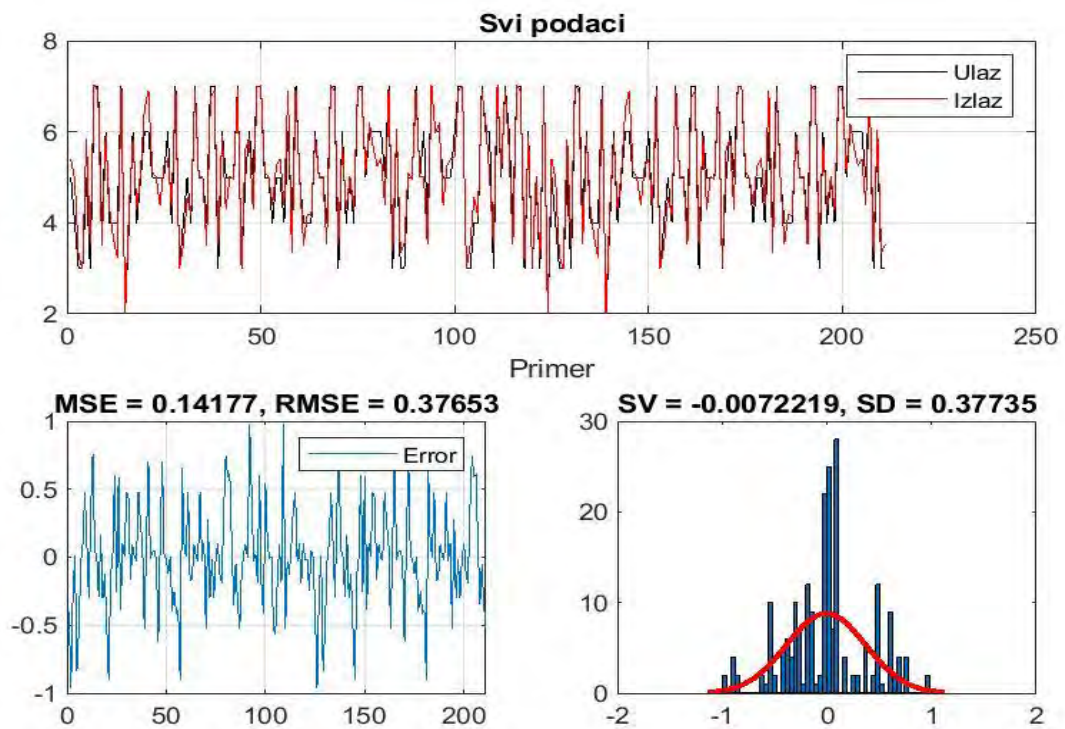 Svi podaci
8
6
4
2
0 50 100 150 200 250
Ulaz
Izlaz
Primer
MSE = 0.14177, RMSE = 0.37653
1
0.5
0
-0.5
-1
0 50 100 150 200
Error
SV = -0.0072219, SD = 0.37735
30
20
10
0
-2 -1 0 1 2